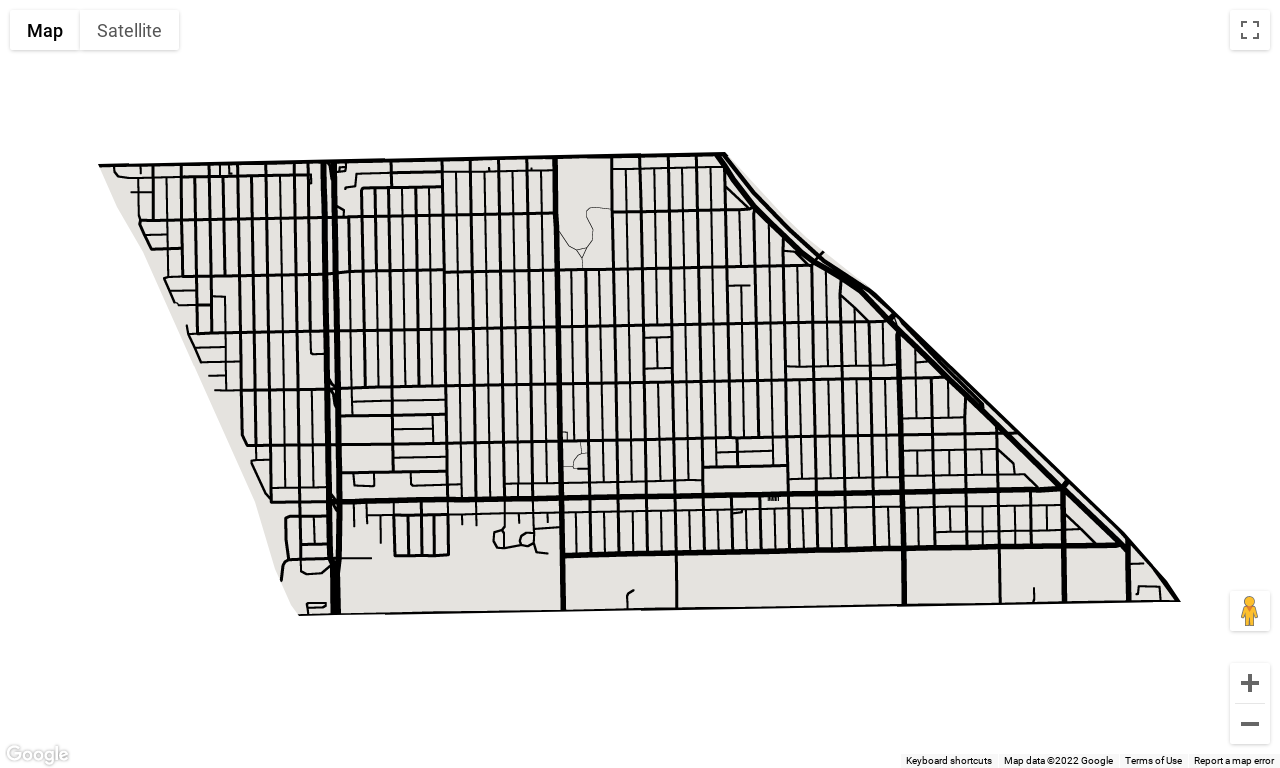 Map Satellite
Google
Keyboard shortcuts Map data ©2022 Google Terms of Use Report a map error